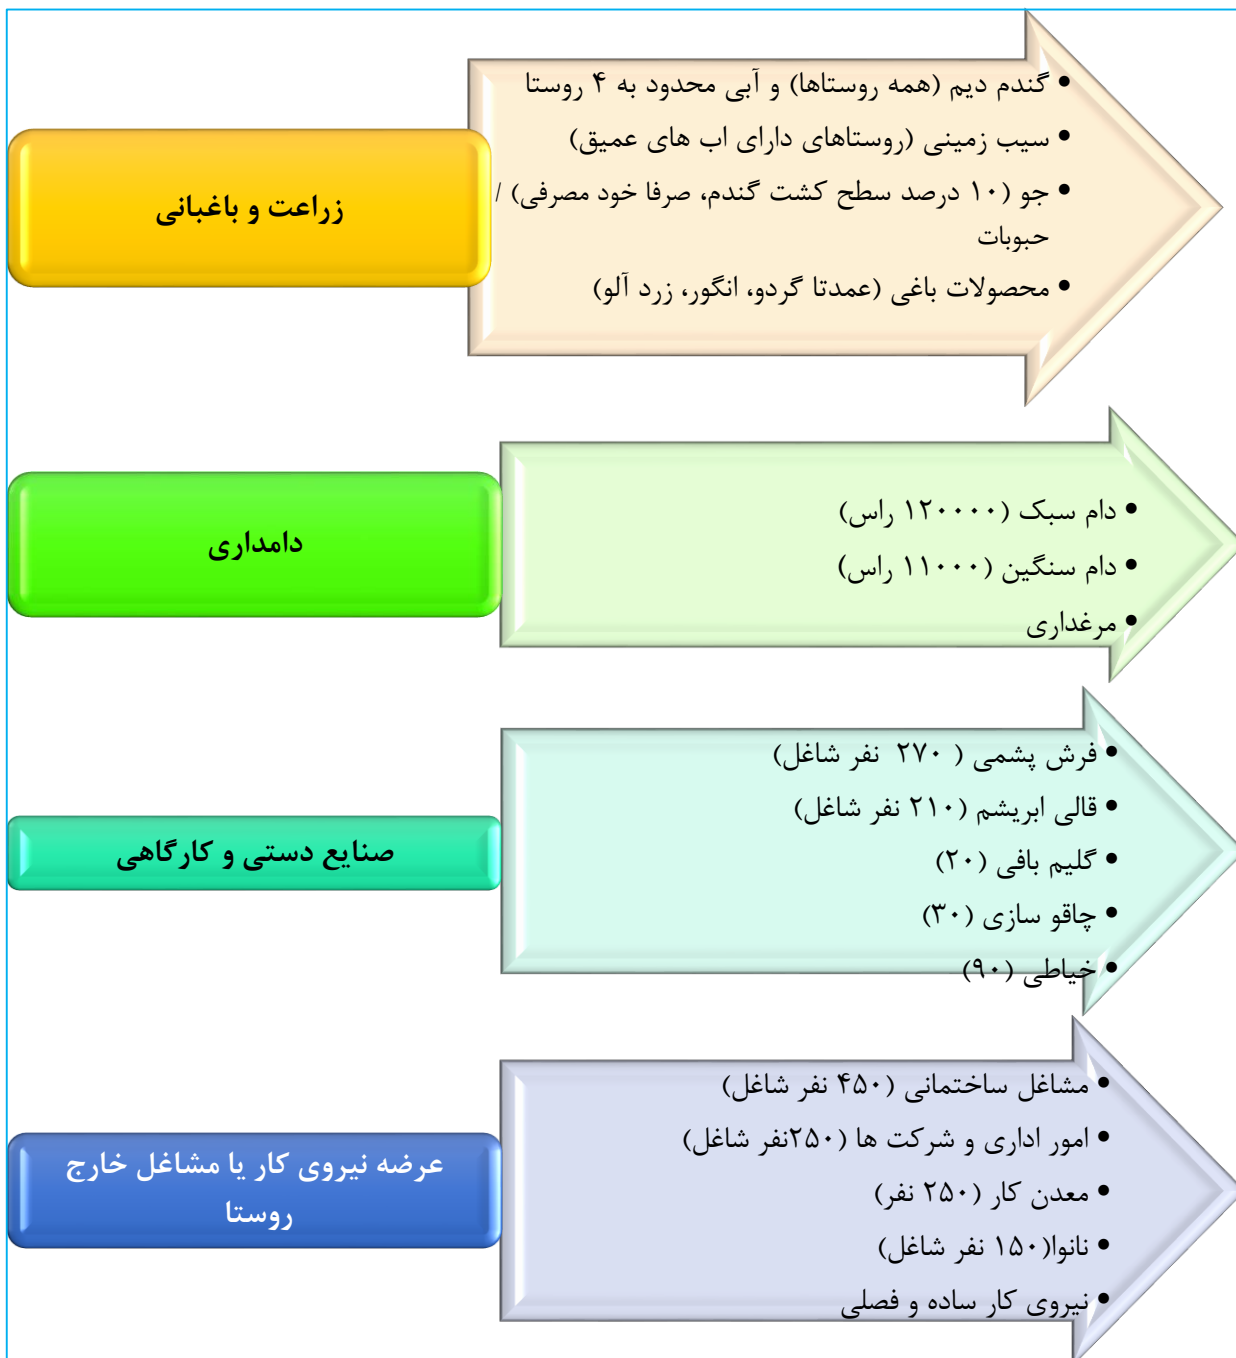 زراعت و باغبانی
• گندم دیم (همه روستاها) و آبی محدود به ۴ روستا
• سیب زمینی (روستاهای دارای اب های عمیق)
• جو (۱۰ درصد سطح کشت گندم، صرفا خود مصرفی) /
حبوبات
• محصولات باغی (عمدتا گردو، انگور، زرد آلو)
دامداری
• دام سبک (۱۲۰۰۰۰ راس)
• دام سنگین (۱۱۰۰۰ راس)
• مرغداری
صنایع دستی و کارگاهی
• فرش پشمی ( ۲۷۰ نفر شاغل)
• قالی ابریشم (۲۱۰ نفر شاغل)
• گلیم بافی (۲۰)
• چاقو سازی (۳۰)
• خیاطی (۹۰)
عرضه نیروی کار یا مشاغل خارج
روستا
• مشاغل ساختمانی (۴۵۰ نفر شاغل)
• امور اداری و شرکت ها (۲۵۰نفر شاغل)
• معدن کار (۲۵۰ نفر)
• نانوا(۱۵۰ نفر شاغل)
• نیروی کار ساده و فصلی